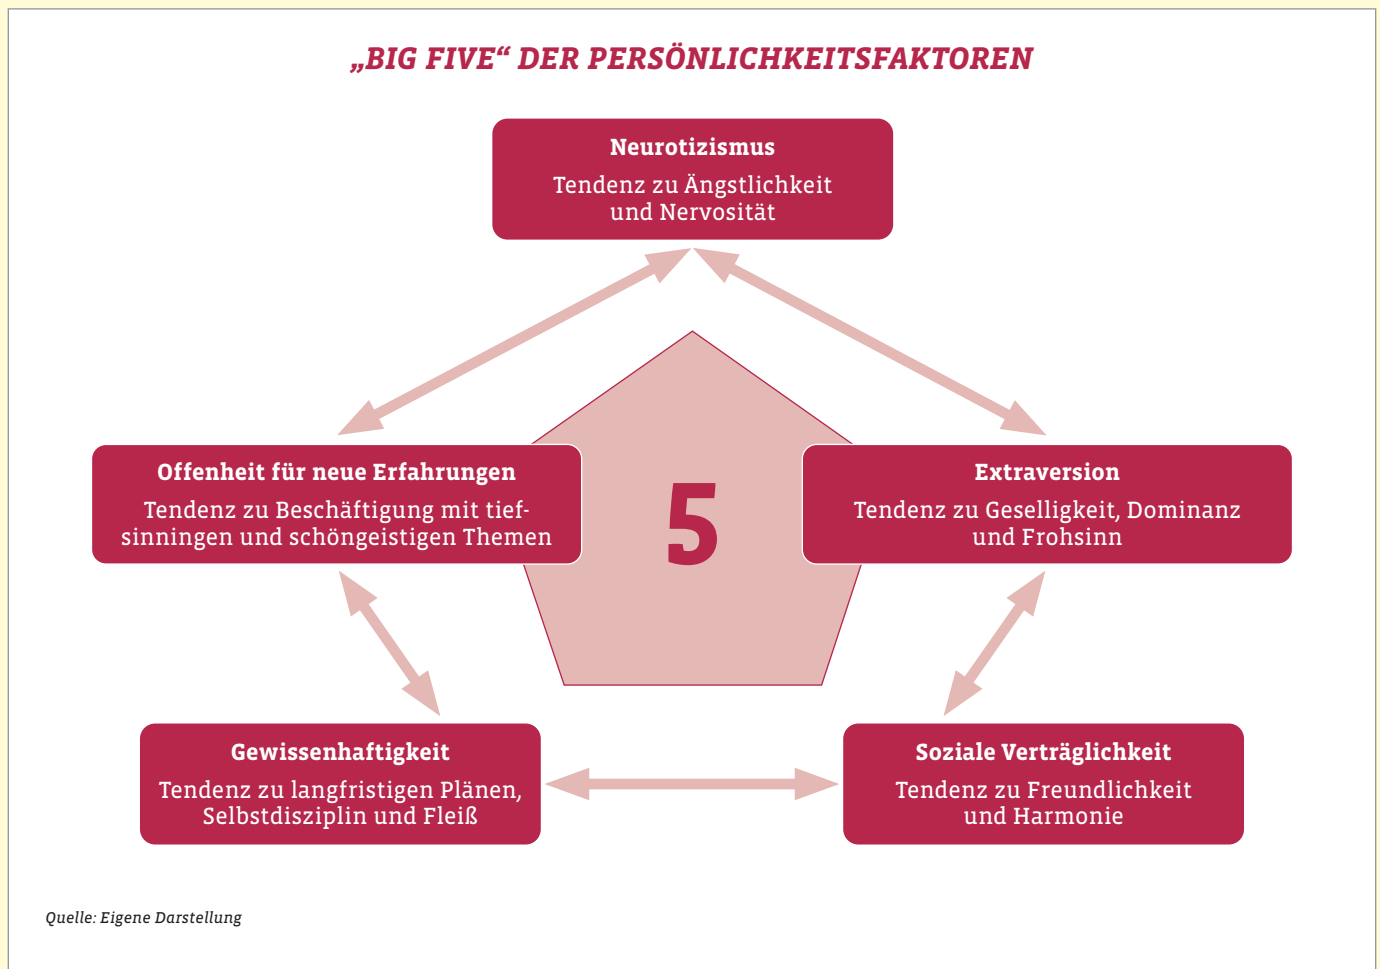 „BIG FIVE“ DER PERSÖNLICHKEITSFAKTOREN
Neurotizismus
Tendenz zu Ängstlichkeit
und Nervosität
Offenheit für neue Erfahrungen
Tendenz zu Beschäftigung mit tief-
sinningen und schöngeistigen Themen
5
Extraversion
Tendenz zu Geselligkeit, Dominanz
und Frohsinn
Gewissenhaftigkeit
Tendenz zu langfristigen Plänen,
Selbstdisziplin und Fleiß
Soziale Verträglichkeit
Tendenz zu Freundlichkeit
und Harmonie
Quelle: Eigene Darstellung